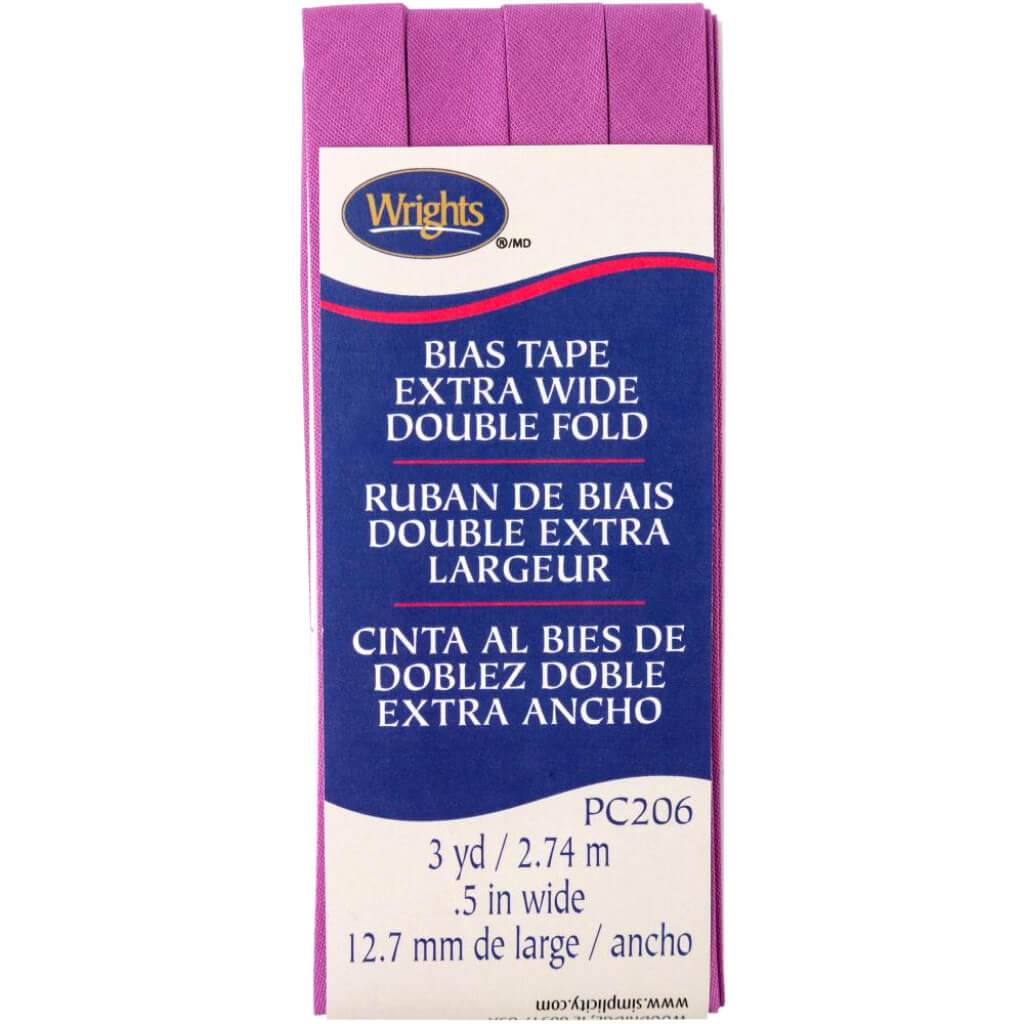 Wrights
®/MD
BIAS TAPE
EXTRA WIDE
DOUBLE FOLD
RUBAN DE BIAIS
DOUBLE EXTRA
LARGEUR
CINTA AL BIES DE
DOBLEZ DOBLE
EXTRA ANCHO
PC206
3 yd / 2.74 m
.5 in wide
12.7 mm de large / ancho
www.simplicity.com